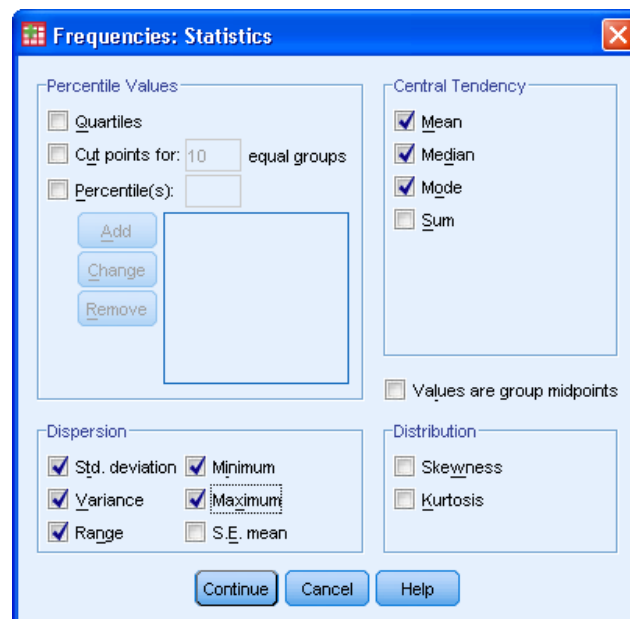 Frequencies: Statistics
Percentile Values
Quartiles
Cut points for: 10 equal groups
Percentile(s):
Add
Change
Remove
Central Tendency
Mean
Median
Mode
Sum
Values are group midpoints
Dispersion
Std. deviation Minimum
Variance Maximum
Range S.E. mean
Distribution
Skewness
Kurtosis
Continue Cancel Help